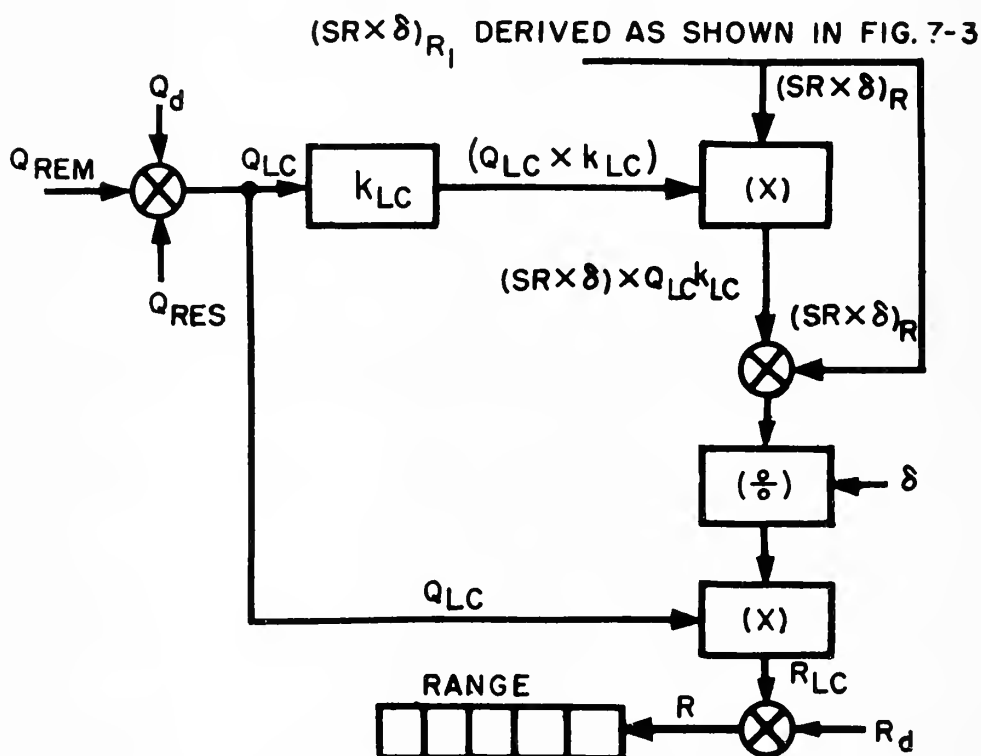 (SR×δ)R₁ DERIVED AS SHOWN IN FIG. 7-3
(SR×δ)R
Qd
QREM
QLC
kLC
(QLC × kLC)
(X)
QRES
(SR×δ)×QLCkLC
(SR×δ)R
(÷)
δ
QLC
(X)
RLC
RANGE
R
Rd